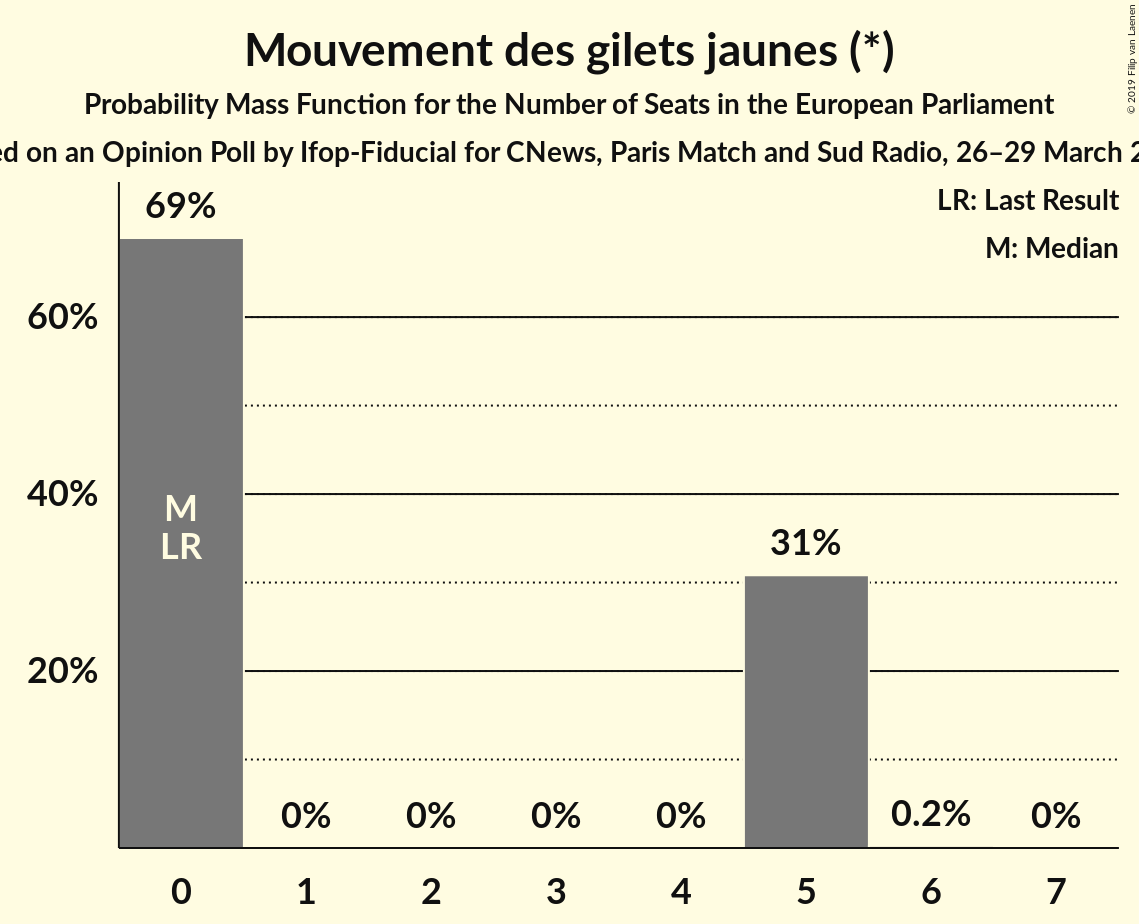 Mouvement des gilets jaunes (*)
Probability Mass Function for the Number of Seats in the European Parliament
on an Opinion Poll by Ifop-Fiducial for CNews, Paris Match and Sud Radio, 26–29 March
© 2019 Filip van Laenen
LR: Last Result
M: Median
69%
60%
40%
20%
M
LR
31%
0% 0% 0% 0% 0.2% 0%
0 1 2 3 4 5 6 7